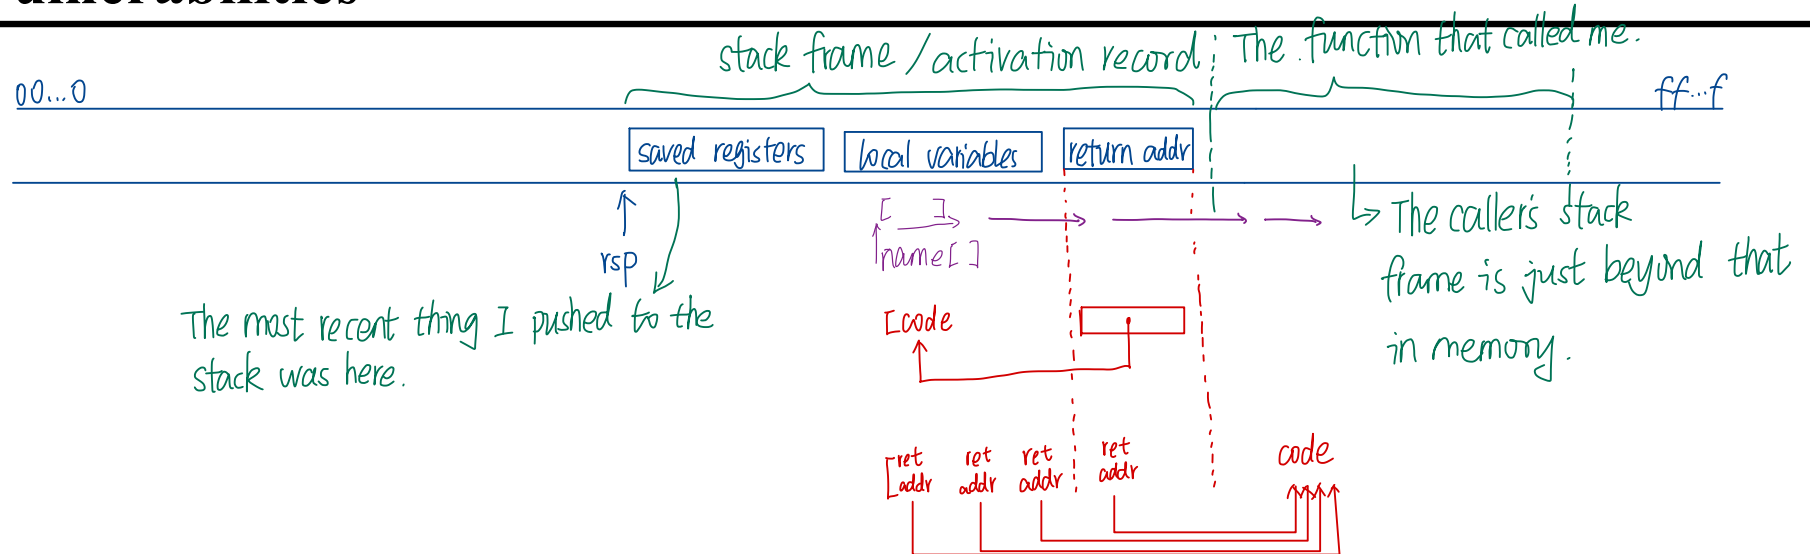 stack frame / activation record
The function that called me.
00...0
ff...f
saved registers
local variables
return addr
[ ]
name[ ]
rsp
The caller's stack
frame is just beyond that
in memory.
The most recent thing I pushed to the
stack was here.
[code
[ret
addr
ret
addr
ret
addr
ret
addr
code